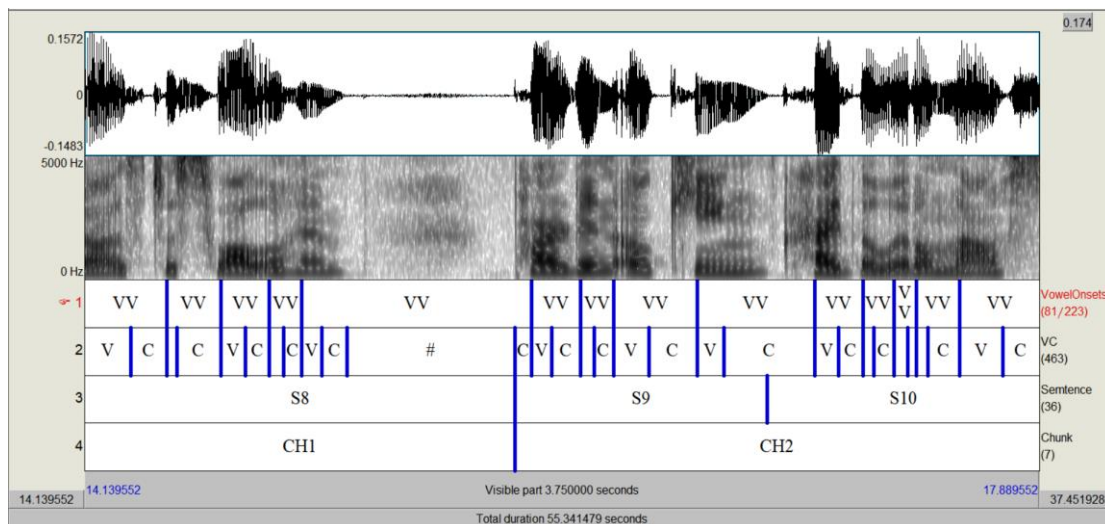 0.174
0.1572
0
-0.1483
5000 Hz
0 Hz
☞ 1 VV VV VV VV VV VV VV VV VV VV VV V V VV VV VowelOnsets (81/223)
2 V C C V C C V C # C V C C V C V C V C C C V C VC (463)
3 S8 S9 S10 Semtence (36)
4 CH1 CH2 Chunk (7)
14.139552 14.139552 Visible part 3.750000 seconds 17.889552 37.451928
Total duration 55.341479 seconds